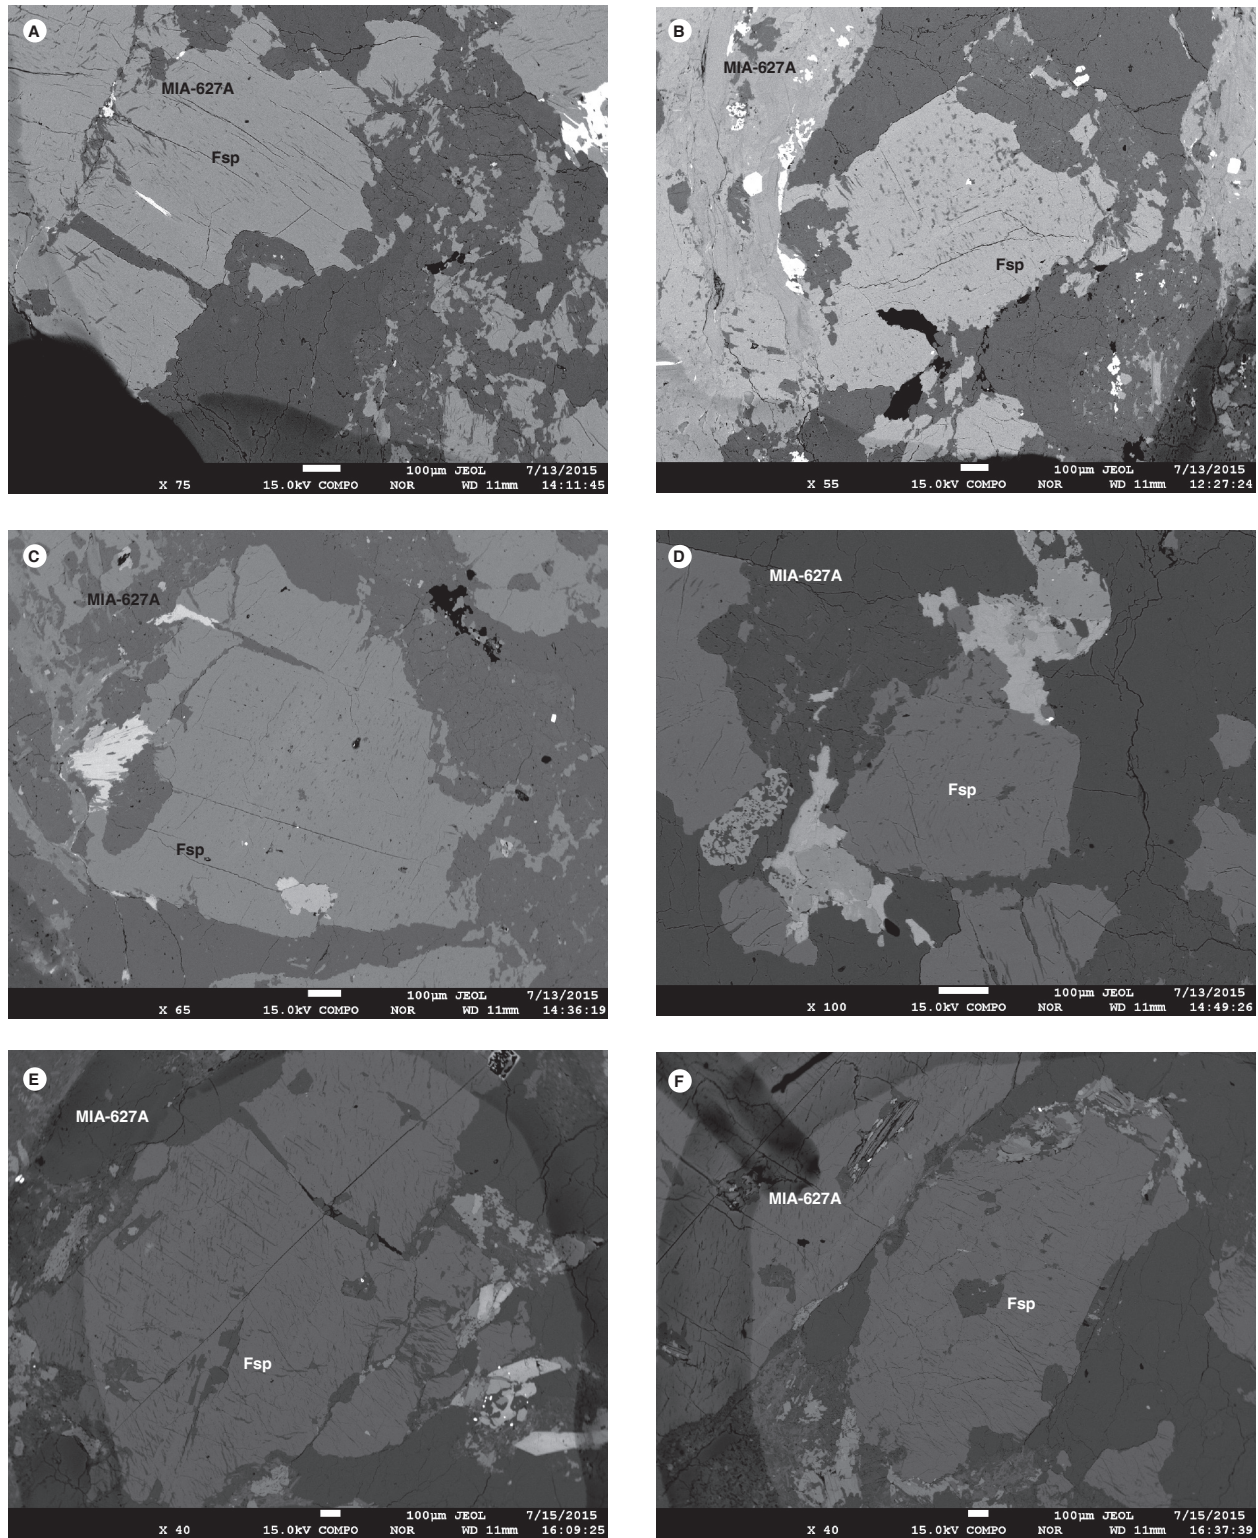 A
MIA-627A
Fsp
100µm JEOL 7/13/2015
X 75 15.0kV COMPO NOR WD 11mm 14:11:45
B
MIA-627A
Fsp
100µm JEOL 7/13/2015
X 55 15.0kV COMPO NOR WD 11mm 12:27:24
C
MIA-627A
Fsp
100µm JEOL 7/13/2015
X 65 15.0kV COMPO NOR WD 11mm 14:36:19
D
MIA-627A
Fsp
100µm JEOL 7/13/2015
X 100 15.0kV COMPO NOR WD 11mm 14:49:26
E
MIA-627A
Fsp
100µm JEOL 7/15/2015
X 40 15.0kV COMPO NOR WD 11mm 16:09:25
F
MIA-627A
Fsp
100µm JEOL 7/15/2015
X 40 15.0kV COMPO NOR WD 11mm 16:37:39